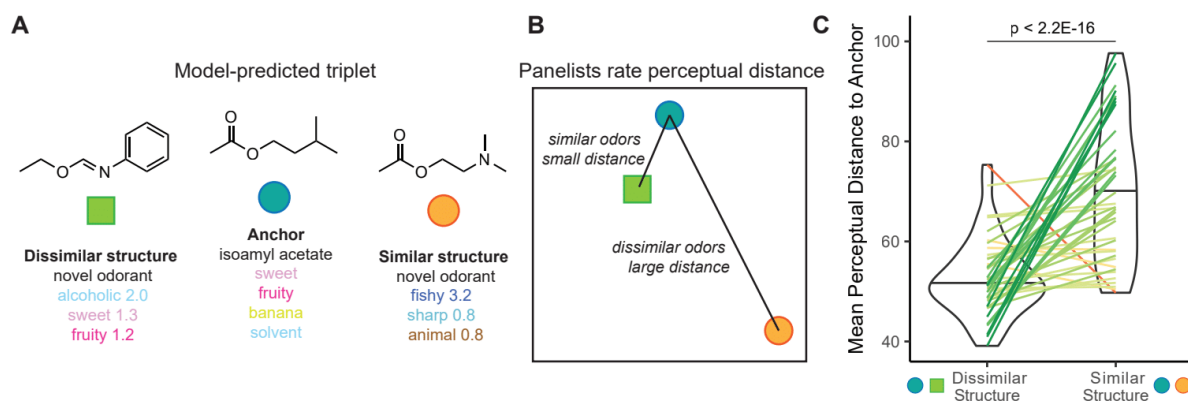 A
Model-predicted triplet
O
O
N
Dissimilar structure
novel odorant
alcoholic 2.0
sweet 1.3
fruity 1.2
O
O
Anchor
isoamyl acetate
sweet
fruity
banana
solvent
O
O
N
Similar structure
novel odorant
fishy 3.2
sharp 0.8
animal 0.8
B
Panelists rate perceptual distance
similar odors
small distance
dissimilar odors
large distance
C
p < 2.2E-16
Mean Perceptual Distance to Anchor
100
80
60
40
Dissimilar
Structure
Similar
Structure